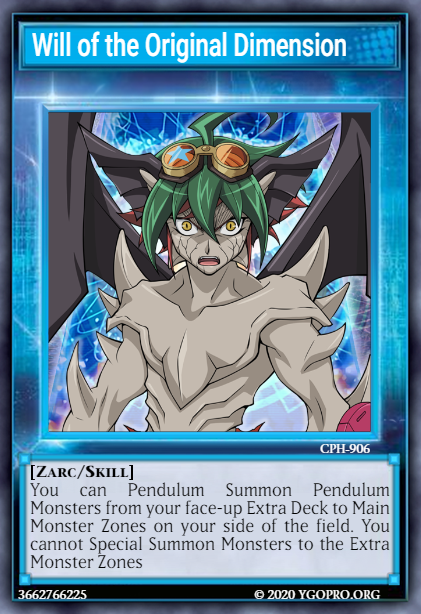 Will of the Original Dimension
CPH-906
[Zarc/Skill]
You can Pendulum Summon Pendulum
Monsters from your face-up Extra Deck to Main
Monster Zones on your side of the field. You
cannot Special Summon Monsters to the Extra
Monster Zones
3662766225
© 2020 YGOPRO.ORG